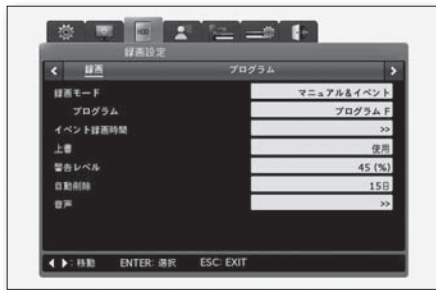 HDD
録画設定
録画 プログラム
録画モード マニュアル&イベント
プログラム プログラム F
イベント録画時間 >>
上書 使用
警告レベル 45 (%)
自動削除 15日
音声 >>
◀ ▶: 移動 ENTER: 選択 ESC: EXIT